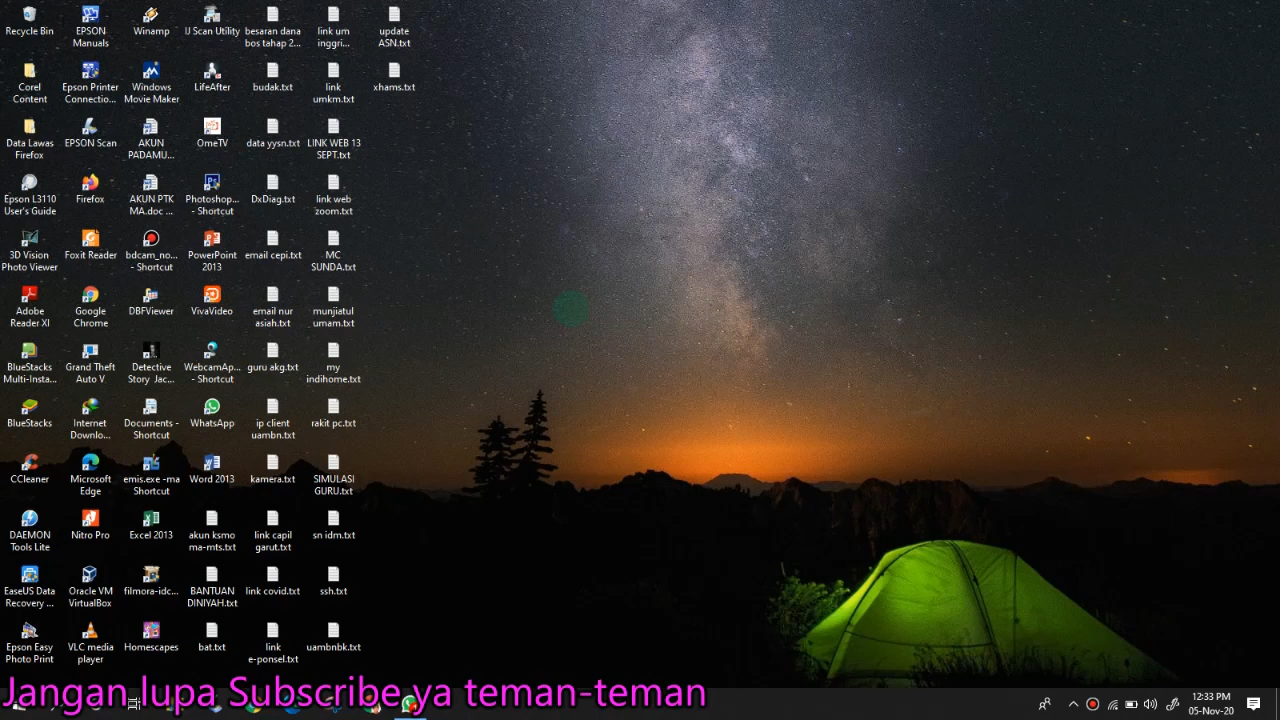 Recycle Bin
EPSON
Manuals
Winamp
IJ Scan Utility
besaran dana
bos tahap 2...
link um
inggri...
update
ASN.txt
Corel
Content
Epson Printer
Connectio...
Windows
Movie Maker
LifeAfter
budak.txt
link
umkm.txt
xhams.txt
Data Lawas
Firefox
EPSON Scan
AKUN
PADAMU...
OmeTV
data yysn.txt
LINK WEB 13
SEPT.txt
Epson L3110
User's Guide
Firefox
AKUN PTK
MA.doc ...
Photoshop...
- Shortcut
DxDiag.txt
link web
zoom.txt
3D Vision
Photo Viewer
Foxit Reader
bdcam_no...
- Shortcut
PowerPoint
2013
email cepi.txt
MC
SUNDA.txt
Adobe
Reader XI
Google
Chrome
DBFViewer
VivaVideo
email nur
asiah.txt
munjiatul
umam.txt
BlueStacks
Multi-Insta...
Grand Theft
Auto V
Detective
Story Jac...
WebcamAp...
- Shortcut
guru akg.txt
my
indihome.txt
BlueStacks
Internet
Downlo...
Documents -
Shortcut
WhatsApp
ip client
uambn.txt
rakit pc.txt
CCleaner
Microsoft
Edge
emis.exe -ma
Shortcut
Word 2013
kamera.txt
SIMULASI
GURU.txt
DAEMON
Tools Lite
Nitro Pro
Excel 2013
akun ksmo
ma-mts.txt
link capil
garut.txt
sn idm.txt
EaseUS Data
Recovery ...
Oracle VM
VirtualBox
filmora-idc...
BANTUAN
DINIYAH.txt
link covid.txt
ssh.txt
Epson Easy
Photo Print
VLC media
player
Homescapes
bat.txt
link
e-ponsel.txt
uambnbk.txt
Jangan lupa Subscribe ya teman-teman
12:33 PM
05-Nov-20